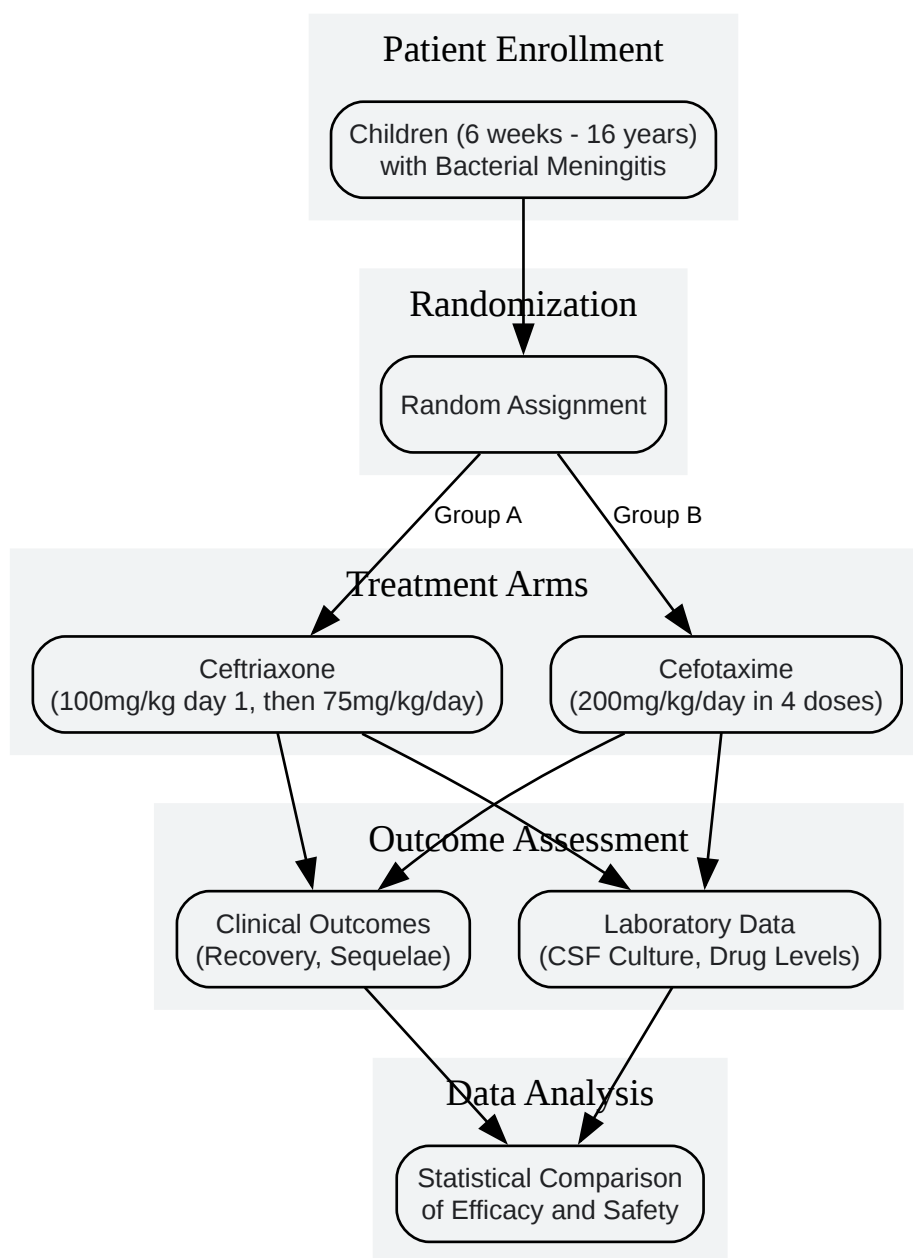 Patient Enrollment
Children (6 weeks - 16 years)
with Bacterial Meningitis
Randomization
Random Assignment
Group A
Group B
Treatment Arms
Ceftriaxone
(100mg/kg day 1, then 75mg/kg/day)
Cefotaxime
(200mg/kg/day in 4 doses)
Outcome Assessment
Clinical Outcomes
(Recovery, Sequelae)
Laboratory Data
(CSF Culture, Drug Levels)
Data Analysis
Statistical Comparison
of Efficacy and Safety